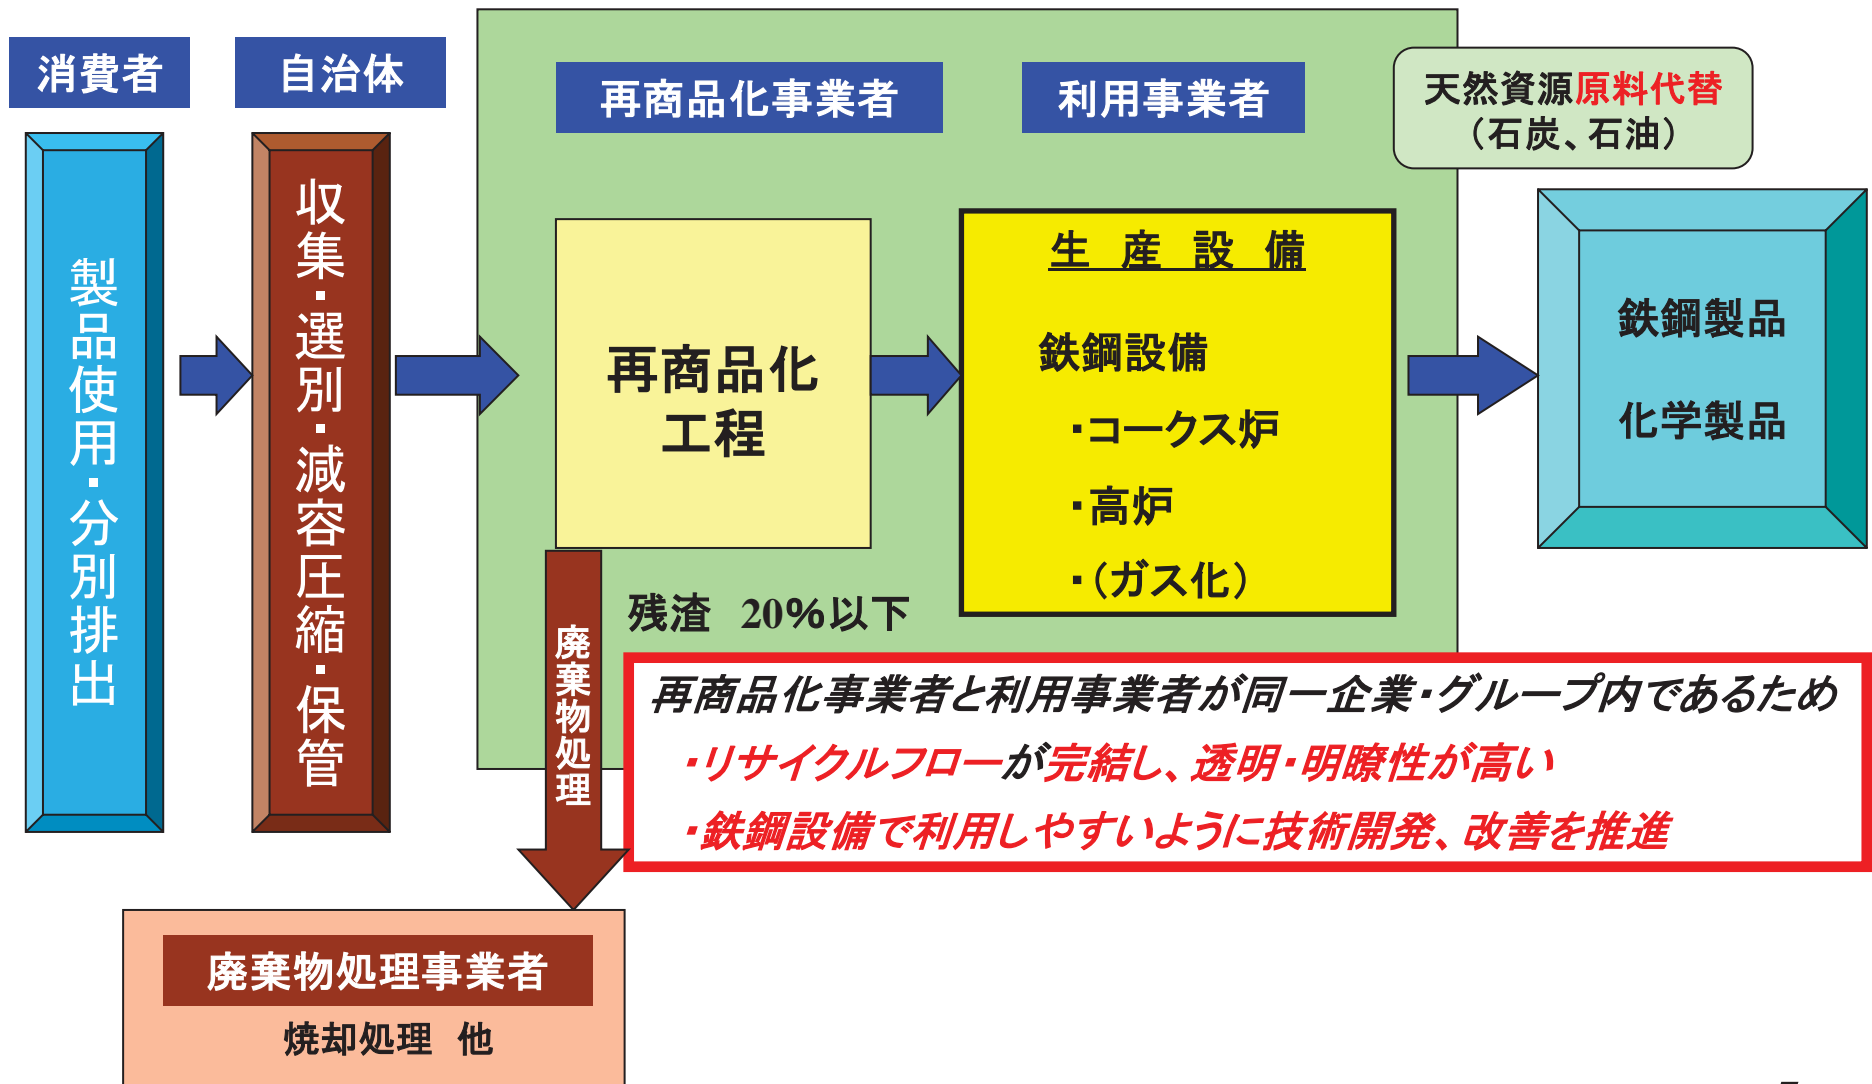 消費者
自治体
再商品化事業者
利用事業者
天然資源原料代替
（石炭、石油）
製品使用・分別排出
収集・選別・減容圧縮・保管
再商品化
工程
生　産　設　備
鉄鋼設備
・コークス炉
・高炉
・（ガス化）
鉄鋼製品
化学製品
残渣　20％以下
廃棄物処理
再商品化事業者と利用事業者が同一企業・グループ内であるため
・リサイクルフローが完結し、透明・明瞭性が高い
・鉄鋼設備で利用しやすいように技術開発、改善を推進
廃棄物処理事業者
焼却処理　他